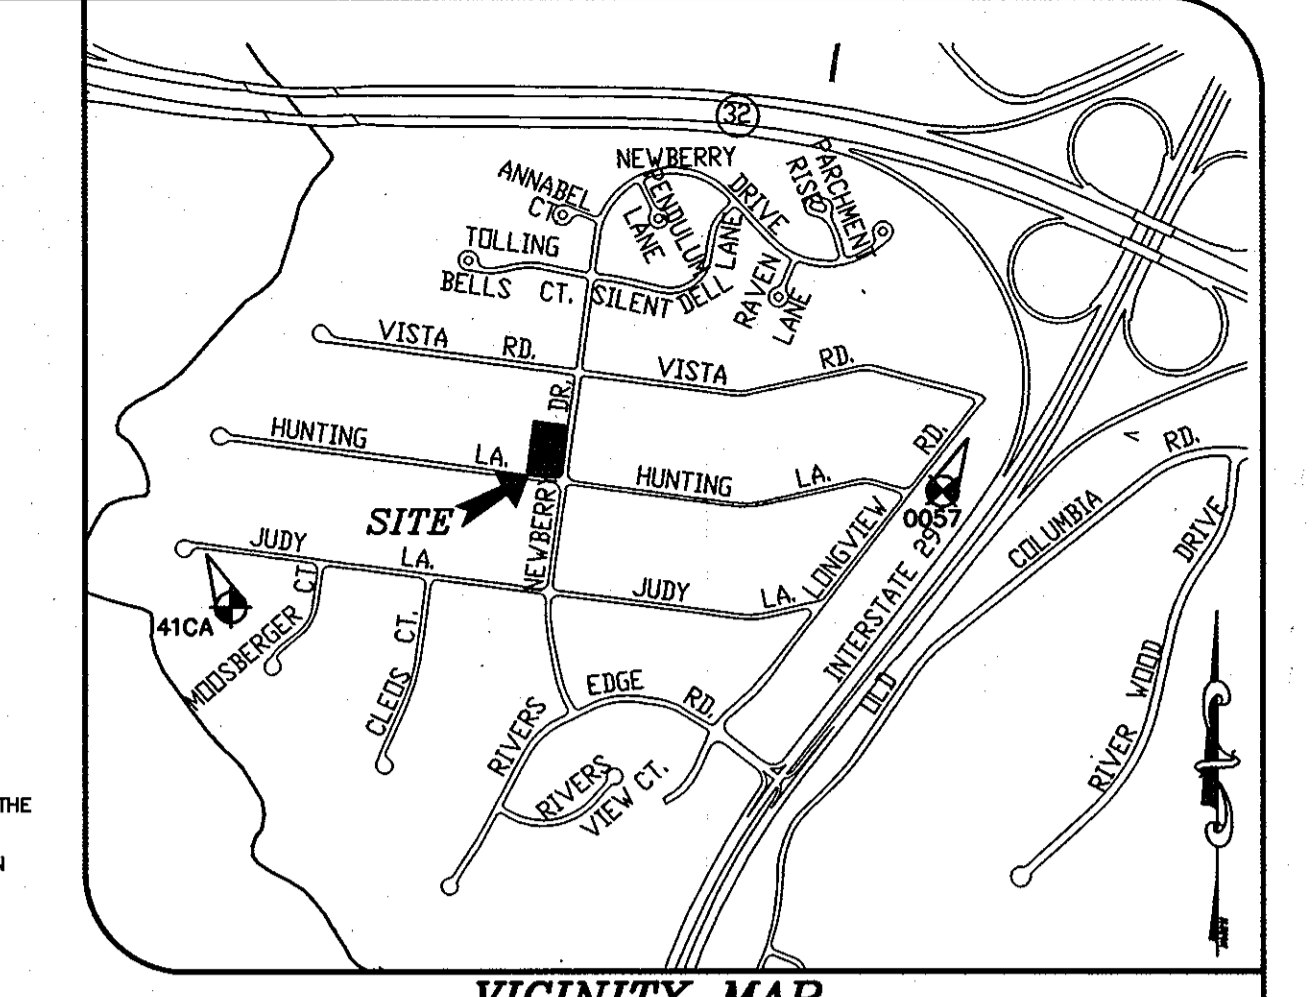 32
NEWBERRY
DRIVE
PARCHMENT
RISE
ANNABEL
CT.
PENDULUM
LANE
TOLLING
BELLS CT.
SILENT DELL
LANE
RAVEN
LANE
VISTA RD.
VISTA RD.
DR.
HUNTING LA.
HUNTING LA.
RD.
RD.
SITE
NEWBERRY
0057
LONGVIEW
INTERSTATE 29
COLUMBIA
DRIVE
JUDY LA.
JUDY LA.
CT.
41CA
MOOSBERGER
CLEOS CT.
EDGE RD.
OLD
WOOD
RIVERS
RIVERS
VIEW CT.
RIVER
THE
VICINITY MAP